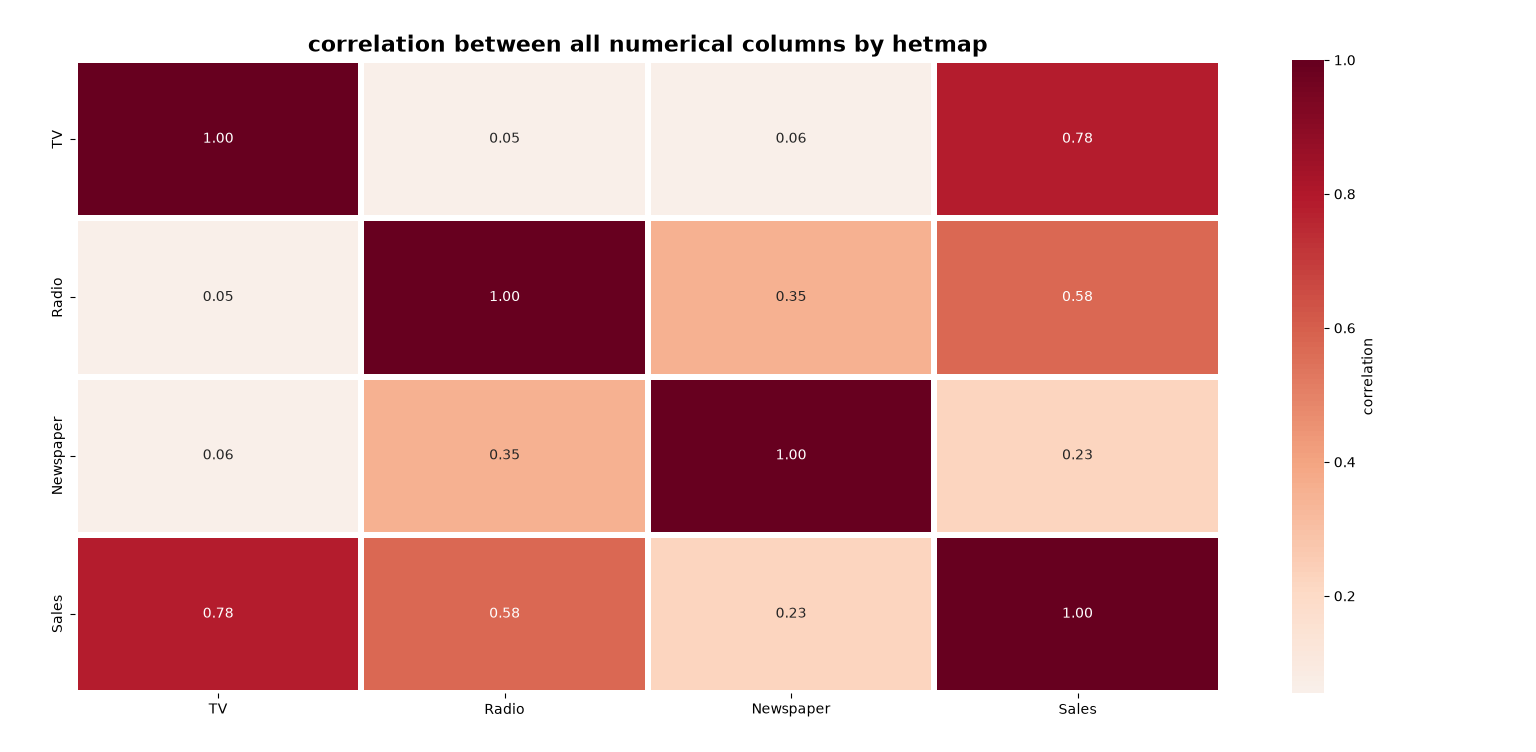 correlation between all numerical columns by hetmap
TV 1.00 0.05 0.06 0.78
Radio 0.05 1.00 0.35 0.58
Newspaper 0.06 0.35 1.00 0.23
Sales 0.78 0.58 0.23 1.00
TV Radio Newspaper Sales
1.0
0.8
0.6
0.4
0.2
correlation